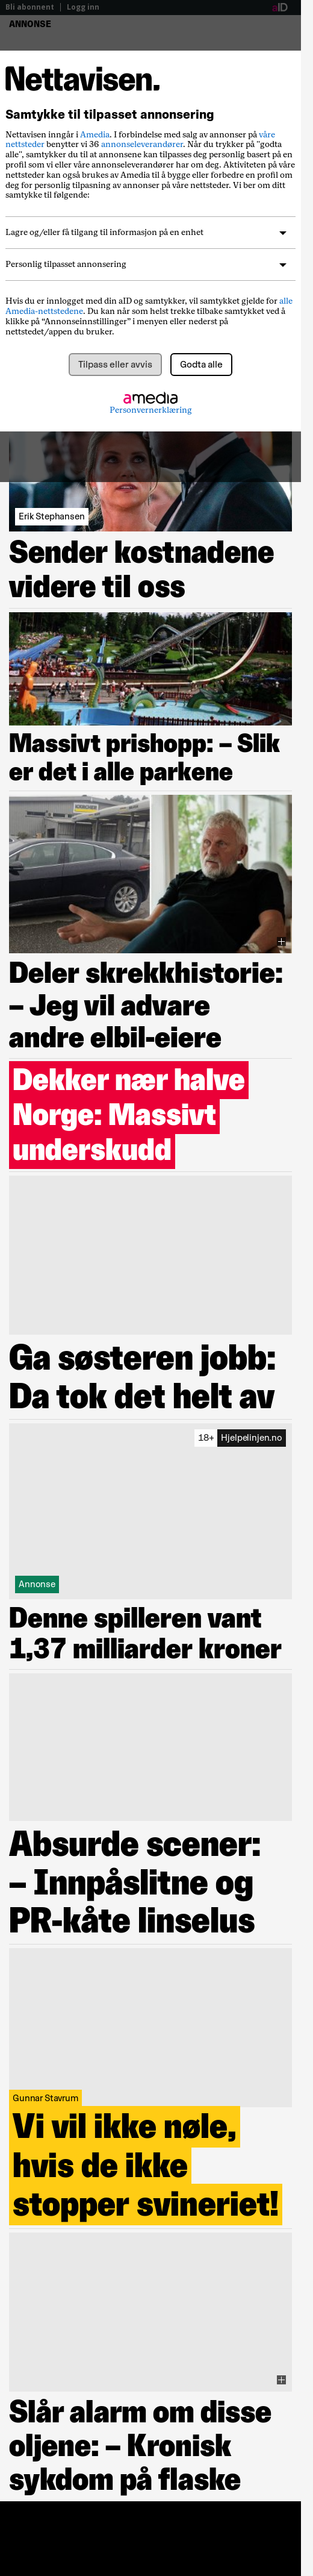 Bli abonnent | Logg inn
aID
ANNONSE
Nettavisen.
Samtykke til tilpasset annonsering
Nettavisen inngår i Amedia. I forbindelse med salg av annonser på våre
nettsteder benytter vi 36 annonseleverandører. Når du trykker på "godta
alle", samtykker du til at annonsene kan tilpasses deg personlig basert på en
profil som vi eller våre annonseleverandører har om deg. Aktiviteten på våre
nettsteder kan også brukes av Amedia til å bygge eller forbedre en profil om
deg for personlig tilpasning av annonser på våre nettsteder. Vi ber om ditt
samtykke til følgende:
Lagre og/eller få tilgang til informasjon på en enhet
Personlig tilpasset annonsering
Hvis du er innlogget med din aID og samtykker, vil samtykket gjelde for alle
Amedia-nettstedene. Du kan når som helst trekke tilbake samtykket ved å
klikke på “Annonseinnstillinger” i menyen eller nederst på
nettstedet/appen du bruker.
Tilpass eller avvis
Godta alle
amedia
Personvernerklæring
Erik Stephansen
Sender kostnadene
videre til oss
Massivt prishopp: – Slik
er det i alle parkene
Deler skrekkhistorie:
– Jeg vil advare
andre elbil-eiere
Dekker nær halve
Norge: Massivt
underskudd
Ga søsteren jobb:
Da tok det helt av
18+ Hjelpelinjen.no
Annonse
Denne spilleren vant
1,37 milliarder kroner
Absurde scener:
– Innpåslitne og
PR-kåte linselus
Gunnar Stavrum
Vi vil ikke nøle,
hvis de ikke
stopper svineriet!
Slår alarm om disse
oljene: – Kronisk
sykdom på flaske